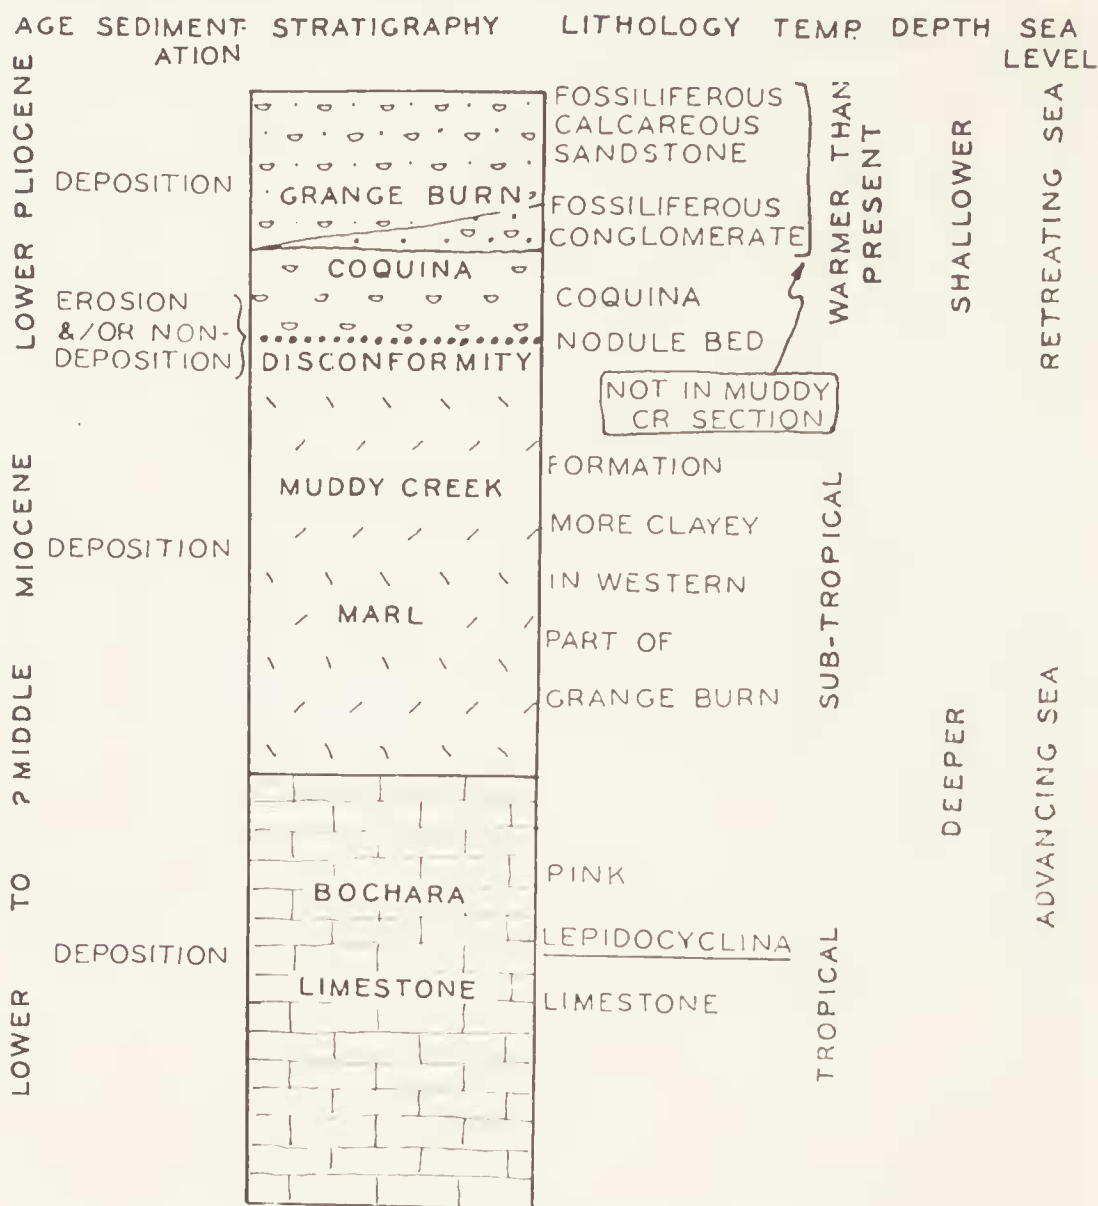 AGE SEDIMENT- STRATIGRAPHY LITHOLOGY TEMP. DEPTH SEA
ATION LEVEL
LOWER PLIOCENE
DEPOSITION
GRANGE BURN?
FOSSILIFEROUS
CALCAREOUS
SANDSTONE
FOSSILIFEROUS
CONGLOMERATE
WARMER THAN
PRESENT
SHALLOWER
RETREATING SEA
COQUINA
COQUINA
EROSION
&/OR NON-
DEPOSITION
NODULE BED
DISCONFORMITY
NOT IN MUDDY
CR SECTION
LOWER TO ?MIDDLE MIOCENE
DEPOSITION
MUDDY CREEK
MARL
FORMATION
MORE CLAYEY
IN WESTERN
PART OF
GRANGE BURN
SUB-TROPICAL
DEEPER
ADVANCING SEA
DEPOSITION
BOCHARA
LIMESTONE
PINK
LEPIDOCYCLINA
LIMESTONE
TROPICAL